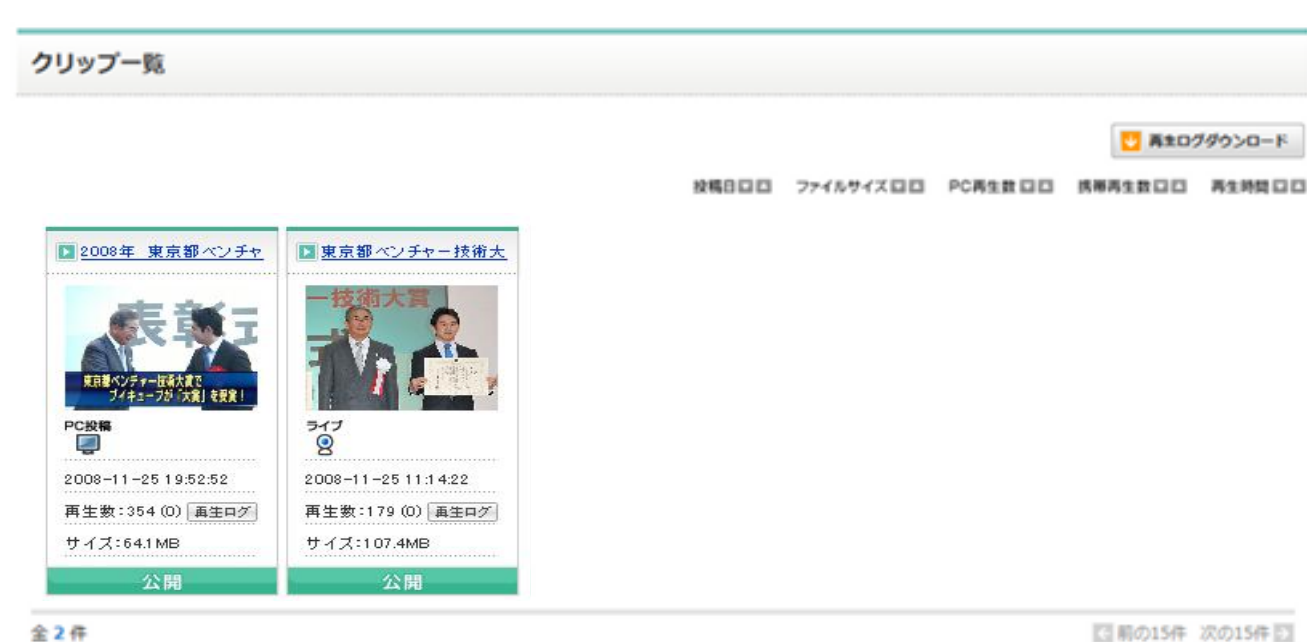 クリップ一覧
再生ログダウンロード
投稿日 ファイルサイズ PC再生数 携帯再生数 再生時間
2008年 東京都ベンチャ
東京都ベンチャー技術大
表彰式
東京都ベンチャー技術大賞で
ブイキューブが「大賞」を受賞!
ー技術大賞
式
PC投稿
ライブ
2008-11-25 19:52:52
2008-11-25 11:14:22
再生数:354 (0) 再生ログ
再生数:179 (0) 再生ログ
サイズ:64.1MB
サイズ:107.4MB
公開
公開
全 2 件
前の15件 次の15件